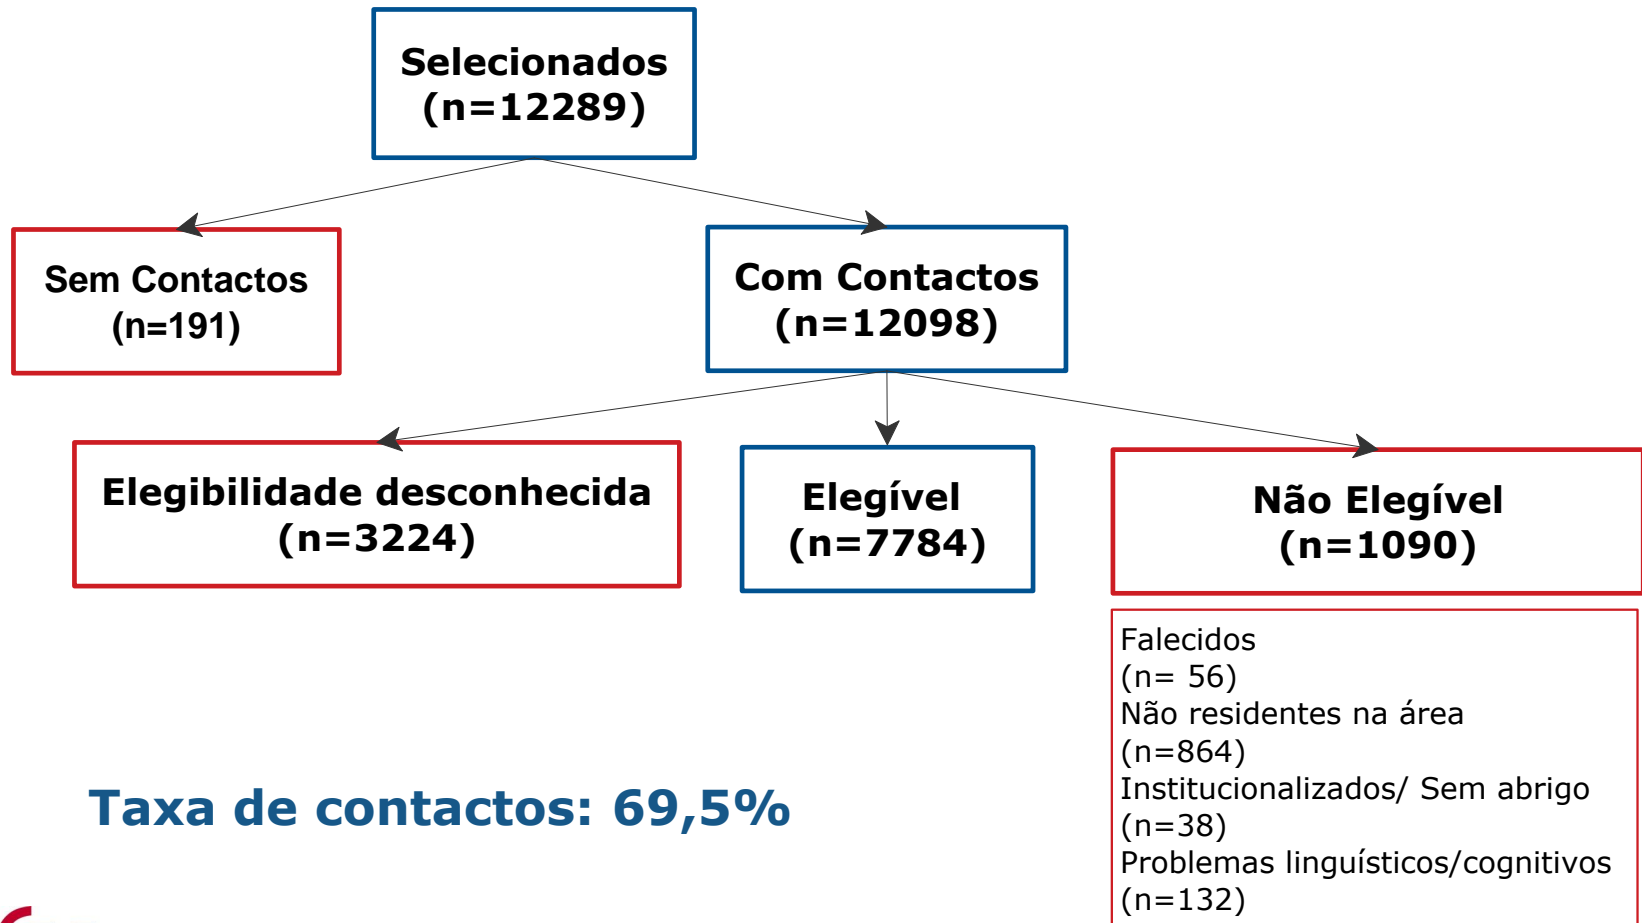 Selecionados
(n=12289)
Sem Contactos
(n=191)
Com Contactos
(n=12098)
Elegibilidade desconhecida
(n=3224)
Elegível
(n=7784)
Não Elegível
(n=1090)
Falecidos
(n= 56)
Não residentes na área
(n=864)
Institucionalizados/ Sem abrigo
(n=38)
Problemas linguísticos/cognitivos
(n=132)
Taxa de contactos: 69,5%